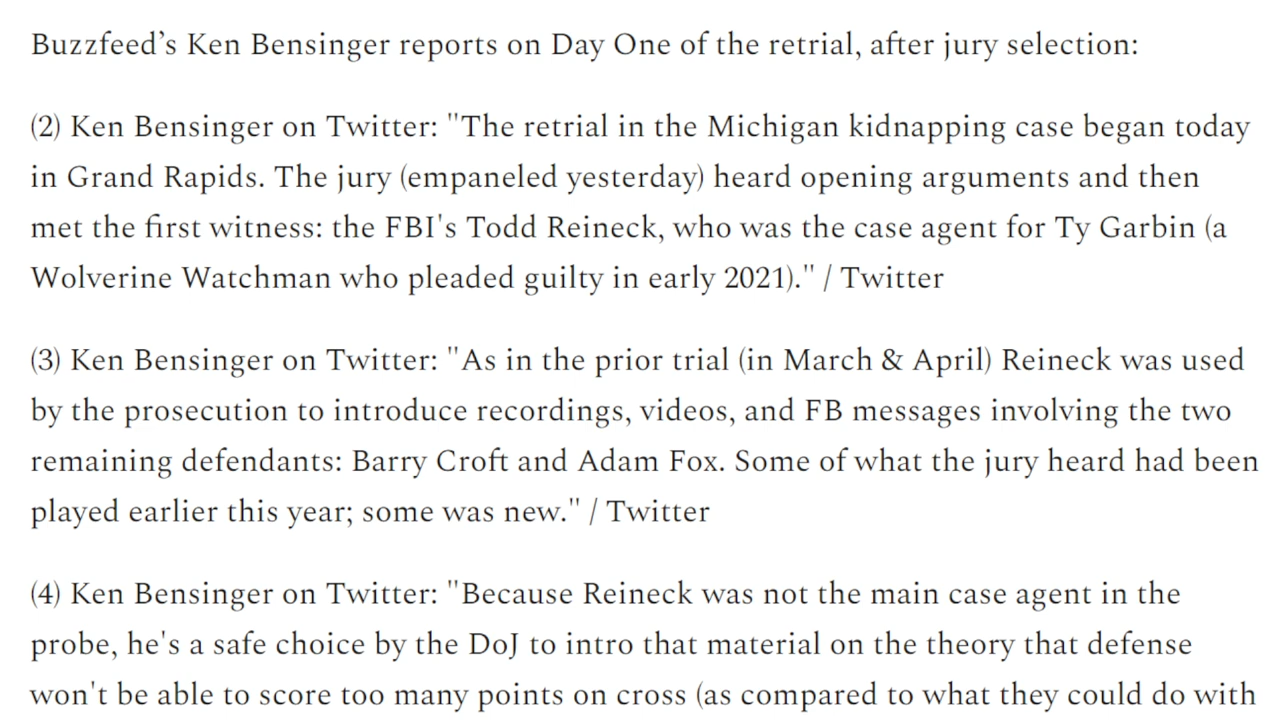 Buzzfeed’s Ken Bensinger reports on Day One of the retrial, after jury selection:
(2) Ken Bensinger on Twitter: "The retrial in the Michigan kidnapping case began today
in Grand Rapids. The jury (empaneled yesterday) heard opening arguments and then
met the first witness: the FBI's Todd Reineck, who was the case agent for Ty Garbin (a
Wolverine Watchman who pleaded guilty in early 2021)." / Twitter
(3) Ken Bensinger on Twitter: "As in the prior trial (in March & April) Reineck was used
by the prosecution to introduce recordings, videos, and FB messages involving the two
remaining defendants: Barry Croft and Adam Fox. Some of what the jury heard had been
played earlier this year; some was new." / Twitter
(4) Ken Bensinger on Twitter: "Because Reineck was not the main case agent in the
probe, he's a safe choice by the DoJ to intro that material on the theory that defense
won't be able to score too many points on cross (as compared to what they could do with